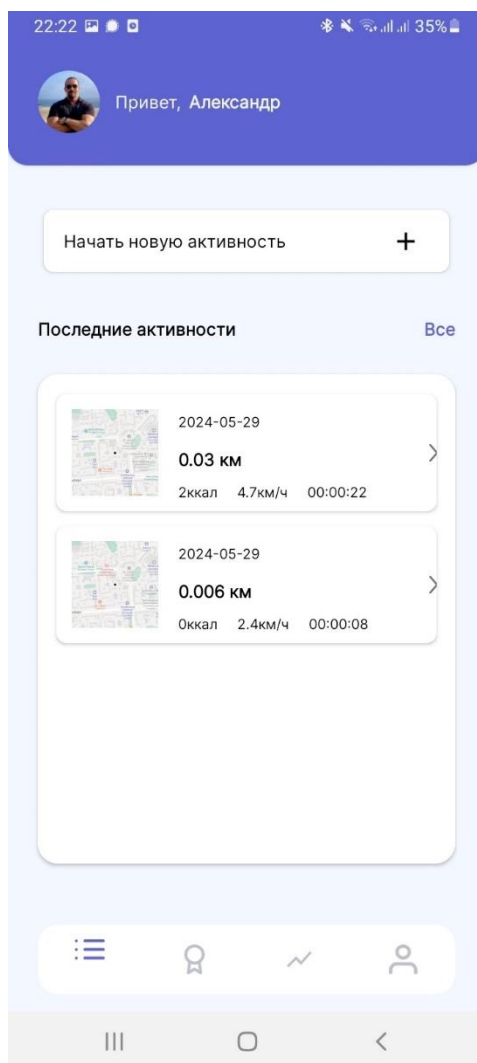 22:22 35%
Привет, Александр
Начать новую активность +
Последние активности Все
2024-05-29
0.03 км
2ккал 4.7км/ч 00:00:22
2024-05-29
0.006 км
0ккал 2.4км/ч 00:00:08